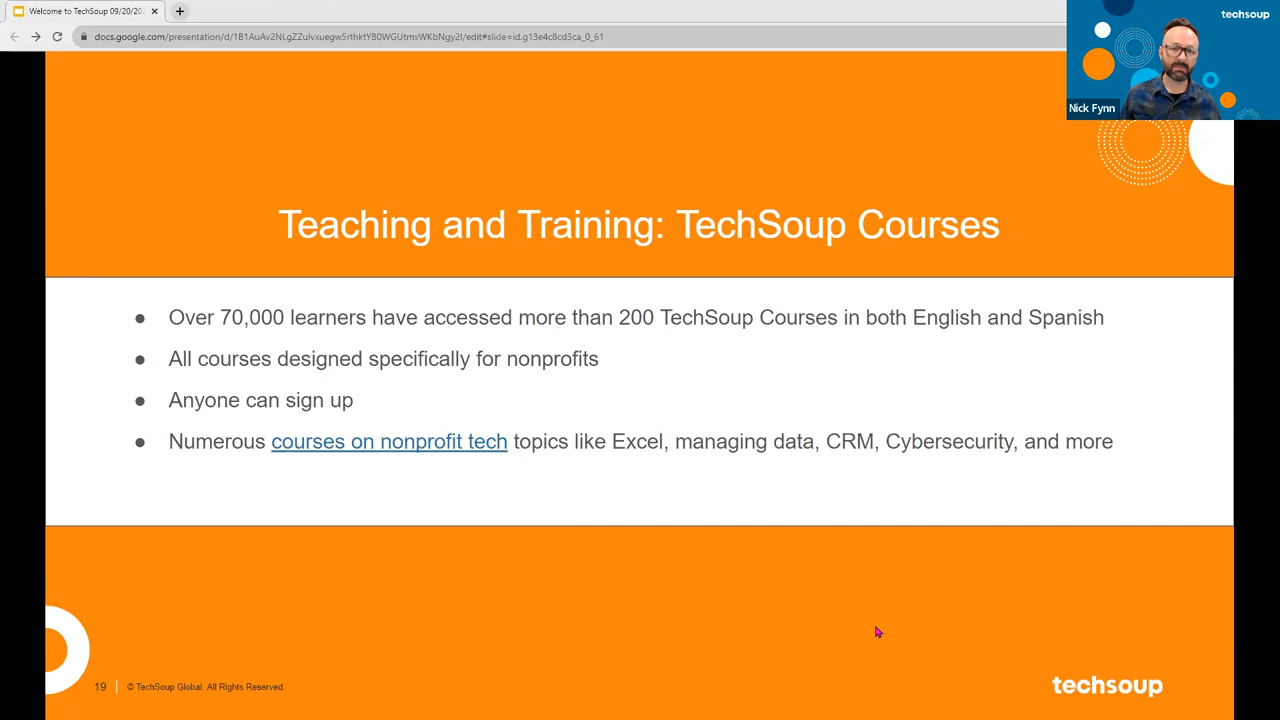 Welcome to TechSoup 09/20/20
techsoup
docs.google.com/presentation/d/1B1AuAv2NLgZZulvxuegw5rthktYB0WGUtmsWKbNgy2I/edit#slide=id.g13e4c8cd3ca_0_61
Nick Fynn
Teaching and Training: TechSoup Courses
● Over 70,000 learners have accessed more than 200 TechSoup Courses in both English and Spanish
● All courses designed specifically for nonprofits
● Anyone can sign up
● Numerous courses on nonprofit tech topics like Excel, managing data, CRM, Cybersecurity, and more
19 | © TechSoup Global. All Rights Reserved
techsoup